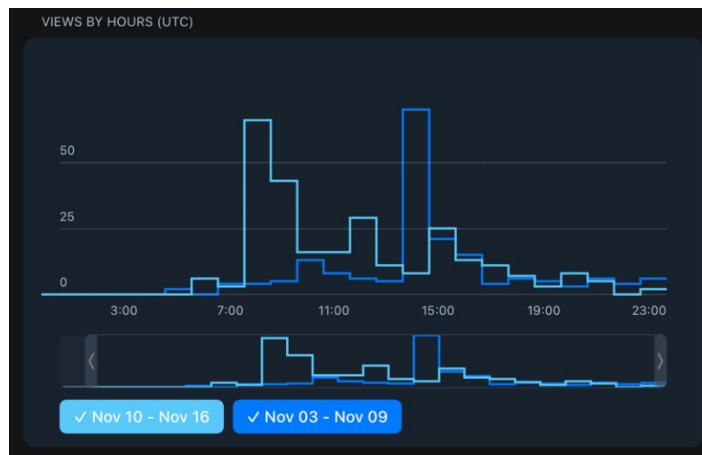 VIEWS BY HOURS (UTC)
50
25
0
3:00 7:00 11:00 15:00 19:00 23:00
✓ Nov 10 - Nov 16 ✓ Nov 03 - Nov 09